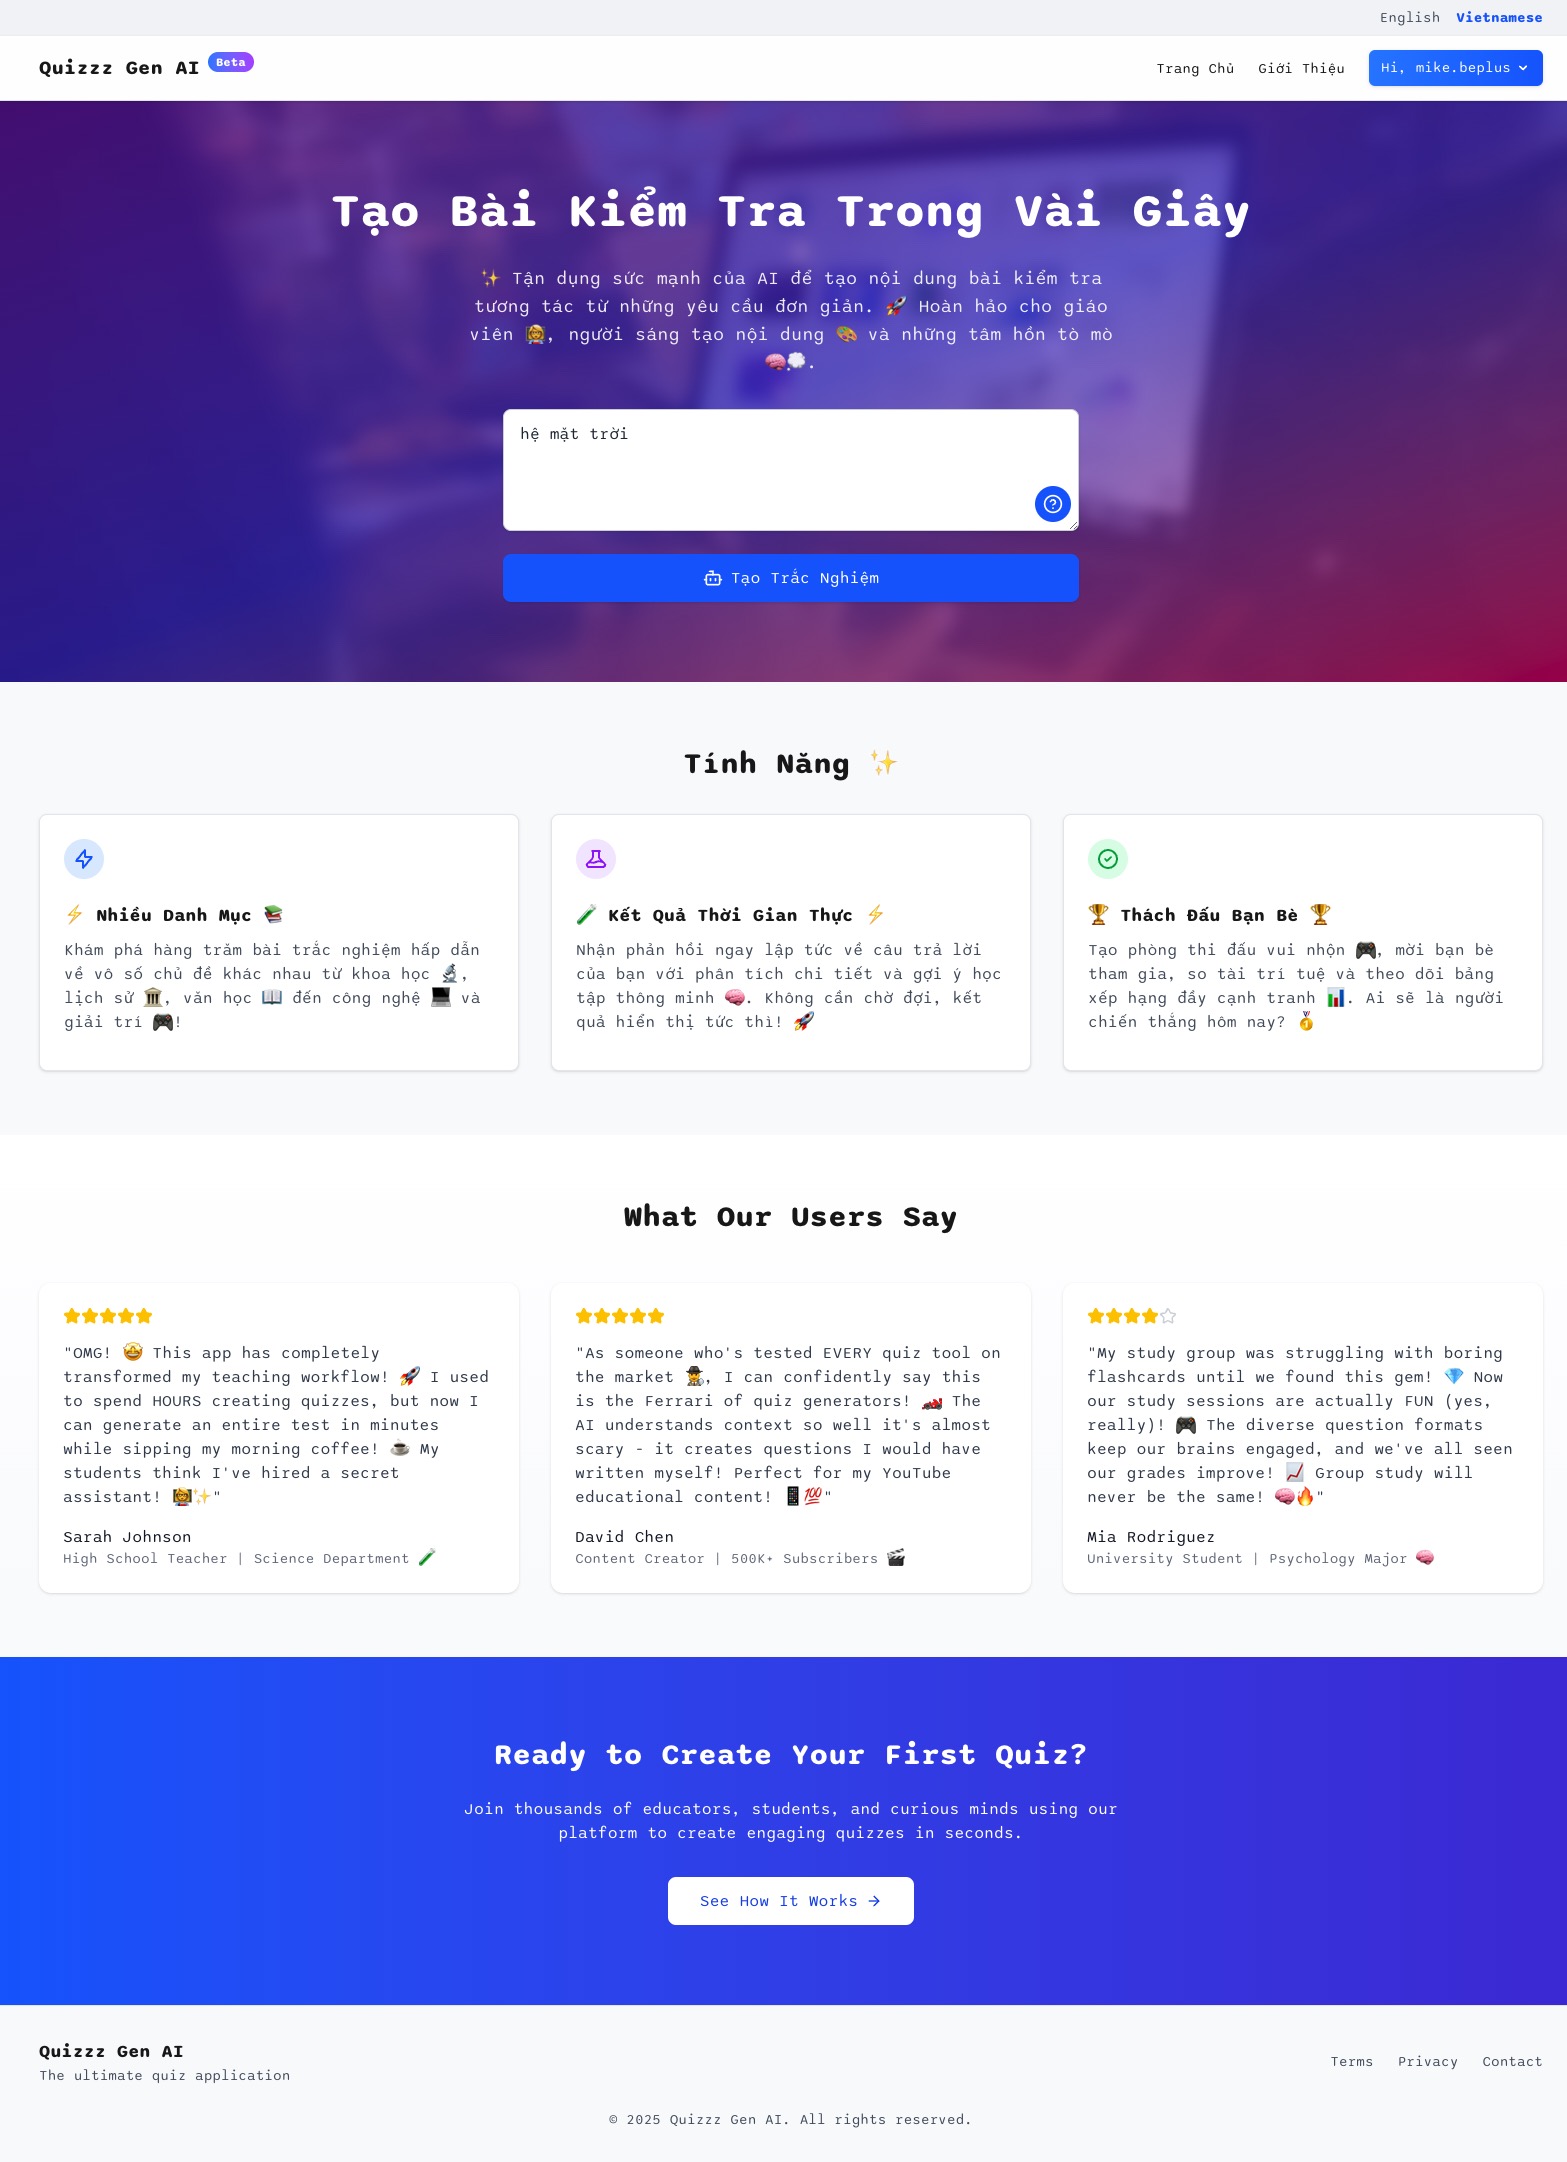 English Vietnamese
Quizzz Gen AI Beta
Trang Chủ Giới Thiệu Hi, mike.beplus
Tạo Bài Kiểm Tra Trong Vài Giây
✨ Tận dụng sức mạnh của AI để tạo nội dung bài kiểm tra
tương tác từ những yêu cầu đơn giản. 🚀 Hoàn hảo cho giáo
viên 👩‍🏫, người sáng tạo nội dung 🎨 và những tâm hồn tò mò
🧠💭.
hệ mặt trời
Tạo Trắc Nghiệm
Tính Năng ✨
⚡ Nhiều Danh Mục 📚
Khám phá hàng trăm bài trắc nghiệm hấp dẫn
về vô số chủ đề khác nhau từ khoa học 🔬,
lịch sử 🏛️, văn học 📖 đến công nghệ 💻 và
giải trí 🎮!
🧪 Kết Quả Thời Gian Thực ⚡
Nhận phản hồi ngay lập tức về câu trả lời
của bạn với phân tích chi tiết và gợi ý học
tập thông minh 🧠. Không cần chờ đợi, kết
quả hiển thị tức thì! 🚀
🏆 Thách Đấu Bạn Bè 🏆
Tạo phòng thi đấu vui nhộn 🎮, mời bạn bè
tham gia, so tài trí tuệ và theo dõi bảng
xếp hạng đầy cạnh tranh 📊. Ai sẽ là người
chiến thắng hôm nay? 🥇
What Our Users Say
"OMG! 🤩 This app has completely
transformed my teaching workflow! 🚀 I used
to spend HOURS creating quizzes, but now I
can generate an entire test in minutes
while sipping my morning coffee! ☕ My
students think I've hired a secret
assistant! 👩‍🏫✨"
Sarah Johnson
High School Teacher | Science Department 🧪
"As someone who's tested EVERY quiz tool on
the market 🕵️, I can confidently say this
is the Ferrari of quiz generators! 🏎️ The
AI understands context so well it's almost
scary - it creates questions I would have
written myself! Perfect for my YouTube
educational content! 📱💯"
David Chen
Content Creator | 500K+ Subscribers 🎬
"My study group was struggling with boring
flashcards until we found this gem! 💎 Now
our study sessions are actually FUN (yes,
really)! 🎮 The diverse question formats
keep our brains engaged, and we've all seen
our grades improve! 📈 Group study will
never be the same! 🧠🔥"
Mia Rodriguez
University Student | Psychology Major 🧠
Ready to Create Your First Quiz?
Join thousands of educators, students, and curious minds using our
platform to create engaging quizzes in seconds.
See How It Works →
Quizzz Gen AI
The ultimate quiz application
Terms Privacy Contact
© 2025 Quizzz Gen AI. All rights reserved.